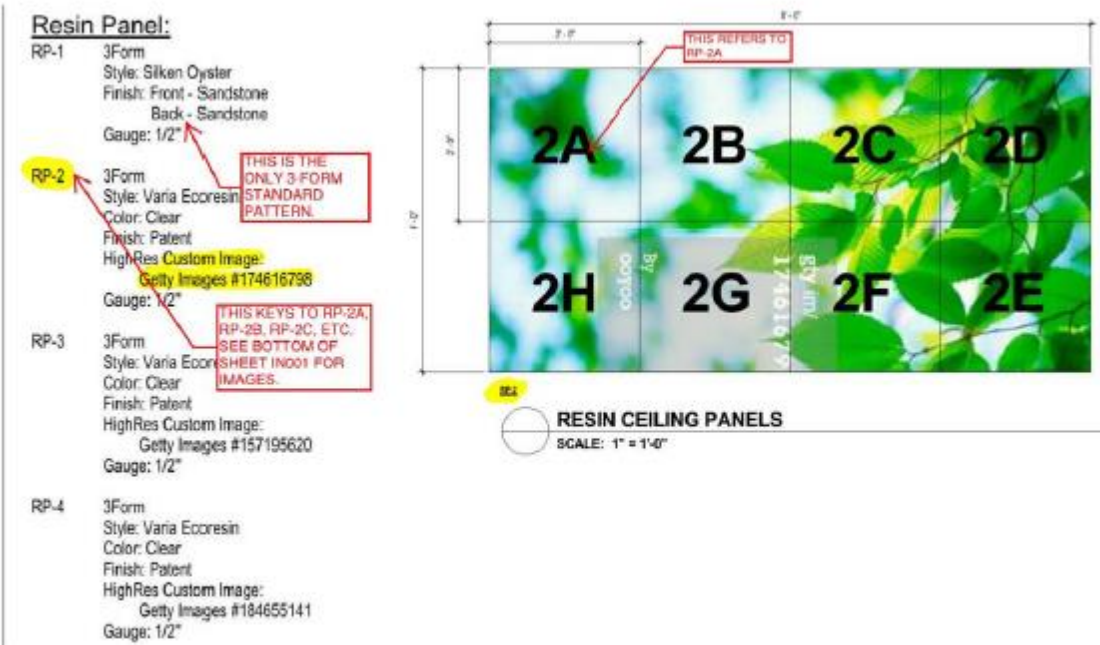 Resin Panel:
RP-1 3Form
Style: Silken Oyster
Finish: Front - Sandstone
Back - Sandstone
Gauge: 1/2"
THIS IS THE
ONLY 3-FORM
STANDARD
PATTERN.
RP-2 3Form
Style: Varia Ecoresin
Color: Clear
Finish: Patent
HighRes Custom Image:
Getty Images #174616798
Gauge: 1/2"
THIS KEYS TO RP-2A,
RP-2B, RP-2C, ETC.
SEE BOTTOM OF
SHEET IN001 FOR
IMAGES.
RP-3 3Form
Style: Varia Ecoresin
Color: Clear
Finish: Patent
HighRes Custom Image:
Getty Images #157195620
Gauge: 1/2"
RP-4 3Form
Style: Varia Ecoresin
Color: Clear
Finish: Patent
HighRes Custom Image:
Getty Images #184655141
Gauge: 1/2"
THIS REFERS TO
RP-2A
2A 2B 2C 2D
2H 2G 2F 2E
By
ooyoo
RESIN CEILING PANELS
SCALE: 1" = 1'-0"